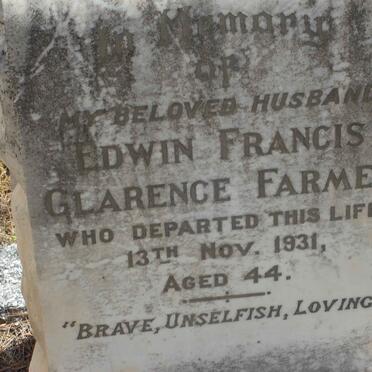 In Memory
OF
MY BELOVED HUSBAND
EDWIN FRANCIS
CLARENCE FARME
WHO DEPARTED THIS LIF
13TH NOV. 1931,
AGED 44.
"BRAVE, UNSELFISH, LOVING